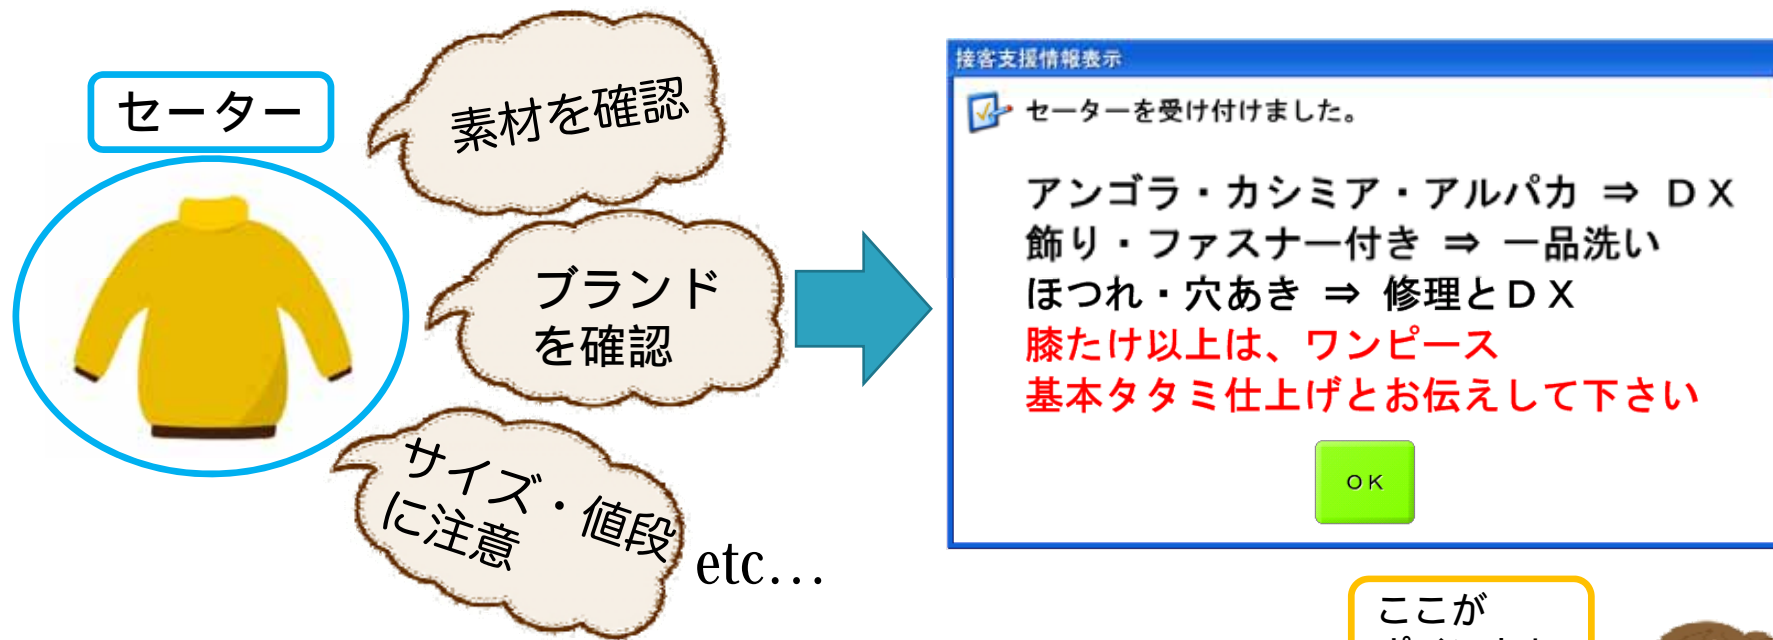 セーター
素材を確認
ブランド
を確認
サイズ・値段
に注意
etc...
接客支援情報表示
セーターを受け付けました。
アンゴラ・カシミア・アルパカ ⇒ ＤＸ
飾り・ファスナー付き ⇒ 一品洗い
ほつれ・穴あき ⇒ 修理とＤＸ
膝たけ以上は、ワンピース
基本タタミ仕上げとお伝えして下さい
ＯＫ
ここが